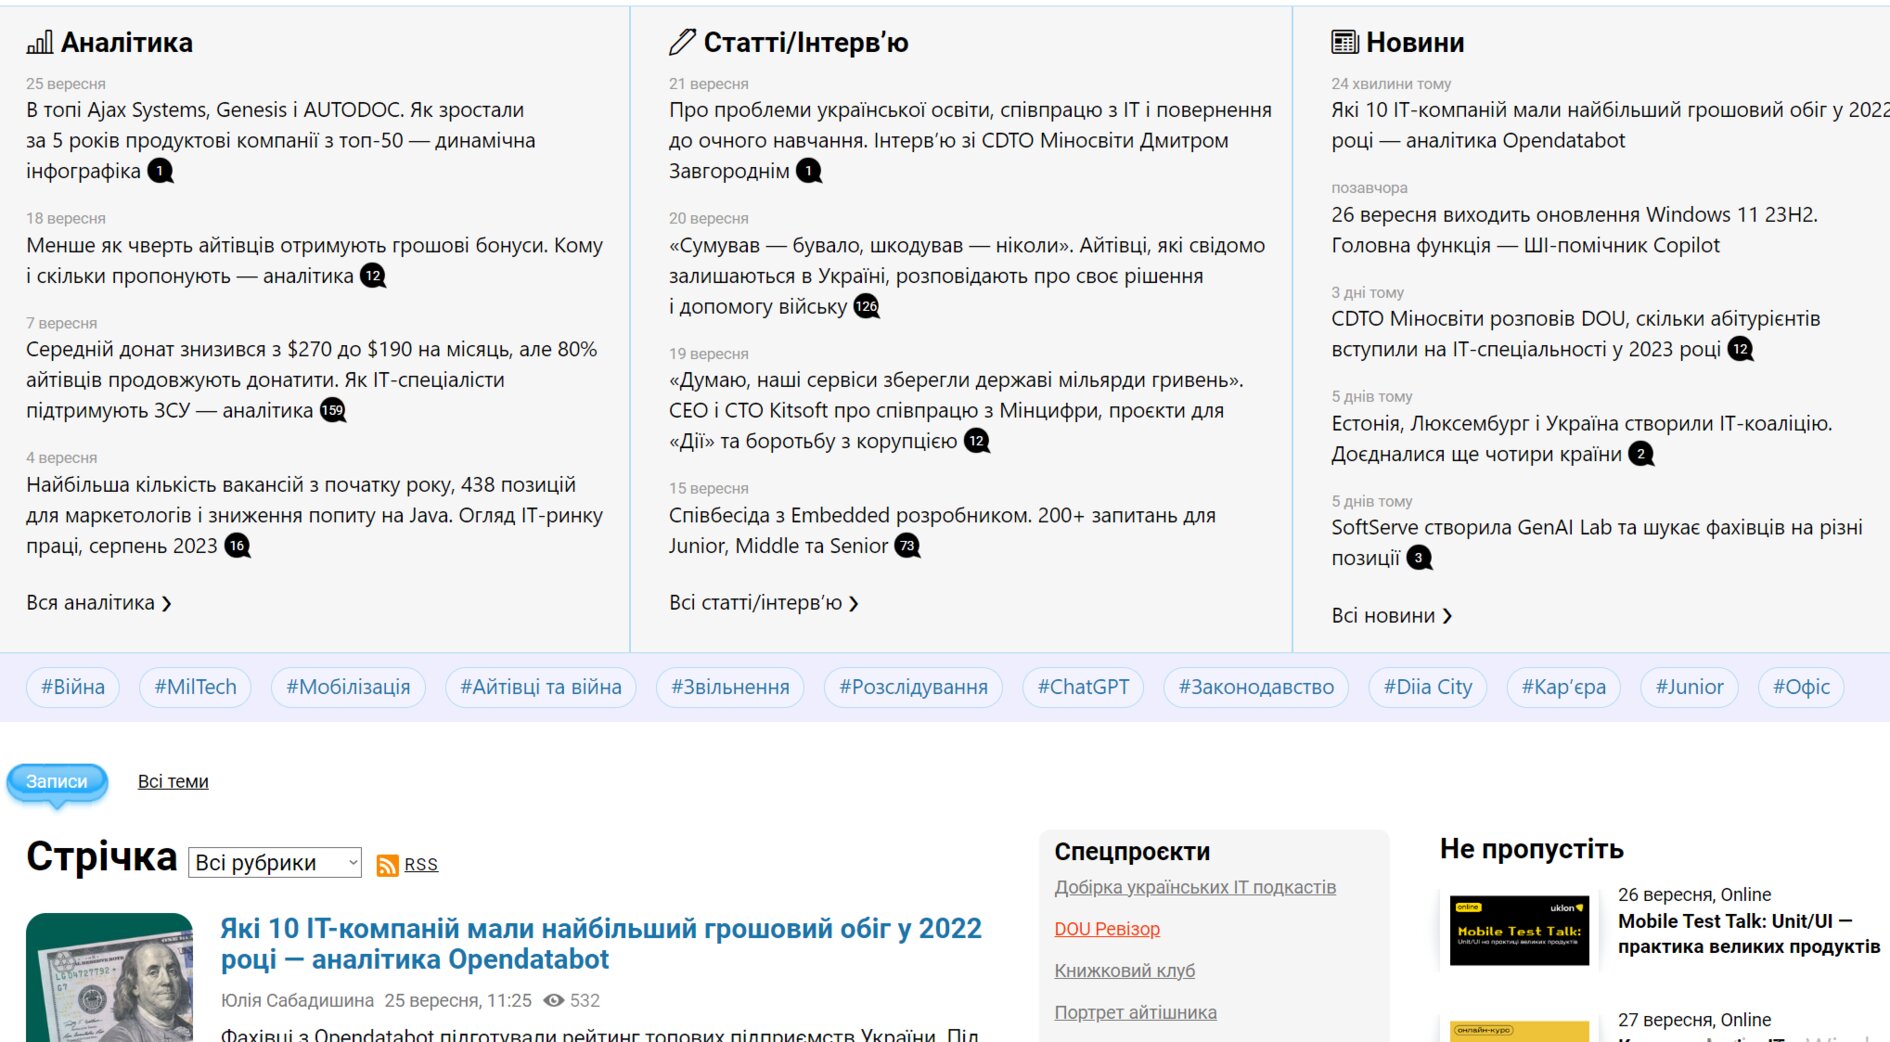 Аналітика
25 вересня
В топі Ajax Systems, Genesis і AUTODOC. Як зростали
за 5 років продуктові компанії з топ-50 — динамічна
інфографіка 1
18 вересня
Менше як чверть айтівців отримують грошові бонуси. Кому
і скільки пропонують — аналітика 12
7 вересня
Середній донат знизився з $270 до $190 на місяць, але 80%
айтівців продовжують донатити. Як ІТ-спеціалісти
підтримують ЗСУ — аналітика 159
4 вересня
Найбільша кількість вакансій з початку року, 438 позицій
для маркетологів і зниження попиту на Java. Огляд ІТ-ринку
праці, серпень 2023 16
Вся аналітика
Статті/Інтерв’ю
21 вересня
Про проблеми української освіти, співпрацю з ІТ і повернення
до очного навчання. Інтерв’ю зі CDTO Міносвіти Дмитром
Завгороднім 1
20 вересня
«Сумував — бувало, шкодував — ніколи». Айтівці, які свідомо
залишаються в Україні, розповідають про своє рішення
і допомогу війську 126
19 вересня
«Думаю, наші сервіси зберегли державі мільярди гривень».
CEO і CTO Kitsoft про співпрацю з Мінцифри, проєкти для
«Дії» та боротьбу з корупцією 12
15 вересня
Співбесіда з Embedded розробником. 200+ запитань для
Junior, Middle та Senior 73
Всі статті/інтерв’ю
Новини
24 хвилини тому
Які 10 ІТ-компаній мали найбільший грошовий обіг у 2022
році — аналітика Opendatabot
позавчора
26 вересня виходить оновлення Windows 11 23H2.
Головна функція — ШІ-помічник Copilot
3 дні тому
CDTO Міносвіти розповів DOU, скільки абітурієнтів
вступили на ІТ-спеціальності у 2023 році 12
5 днів тому
Естонія, Люксембург і Україна створили ІТ-коаліцію.
Доєдналися ще чотири країни 2
5 днів тому
SoftServe створила GenAI Lab та шукає фахівців на різні
позиції 3
Всі новини
#Війна #MilTech #Мобілізація #Айтівці та війна #Звільнення #Розслідування #ChatGPT #Законодавство #Diia City #Кар’єра #Junior #Офіс
Записи Всі теми
Стрічка Всі рубрики RSS
Які 10 ІТ-компаній мали найбільший грошовий обіг у 2022
році — аналітика Opendatabot
Юлія Сабадишина 25 вересня, 11:25 532
Фахівці з Opendatabot підготували рейтинг топових підприємств України. Під
Спецпроєкти
Добірка українських ІТ подкастів
DOU Ревізор
Книжковий клуб
Портрет айтішника
Не пропустіть
online uklon
Mobile Test Talk:
Unit/UI на практиці великих продуктів
26 вересня, Online
Mobile Test Talk: Unit/UI —
практика великих продуктів
онлайн-курс
27 вересня, Online